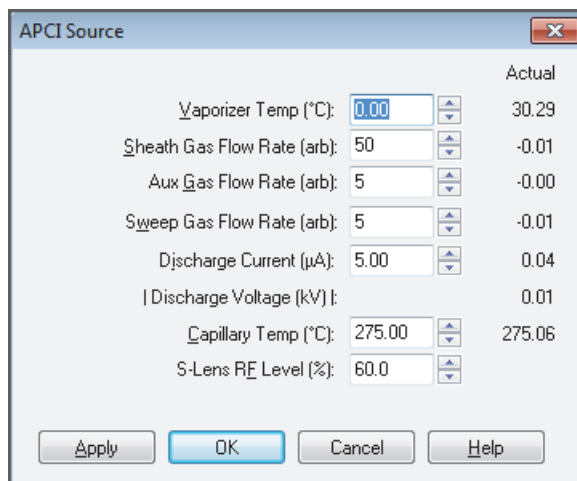 APCI Source
Actual
Vaporizer Temp (°C): 0.00 30.29
Sheath Gas Flow Rate (arb): 50 -0.01
Aux Gas Flow Rate (arb): 5 -0.00
Sweep Gas Flow Rate (arb): 5 -0.01
Discharge Current (µA): 5.00 0.04
| Discharge Voltage (kV) |: 0.01
Capillary Temp (°C): 275.00 275.06
S-Lens RF Level (%): 60.0
Apply OK Cancel Help